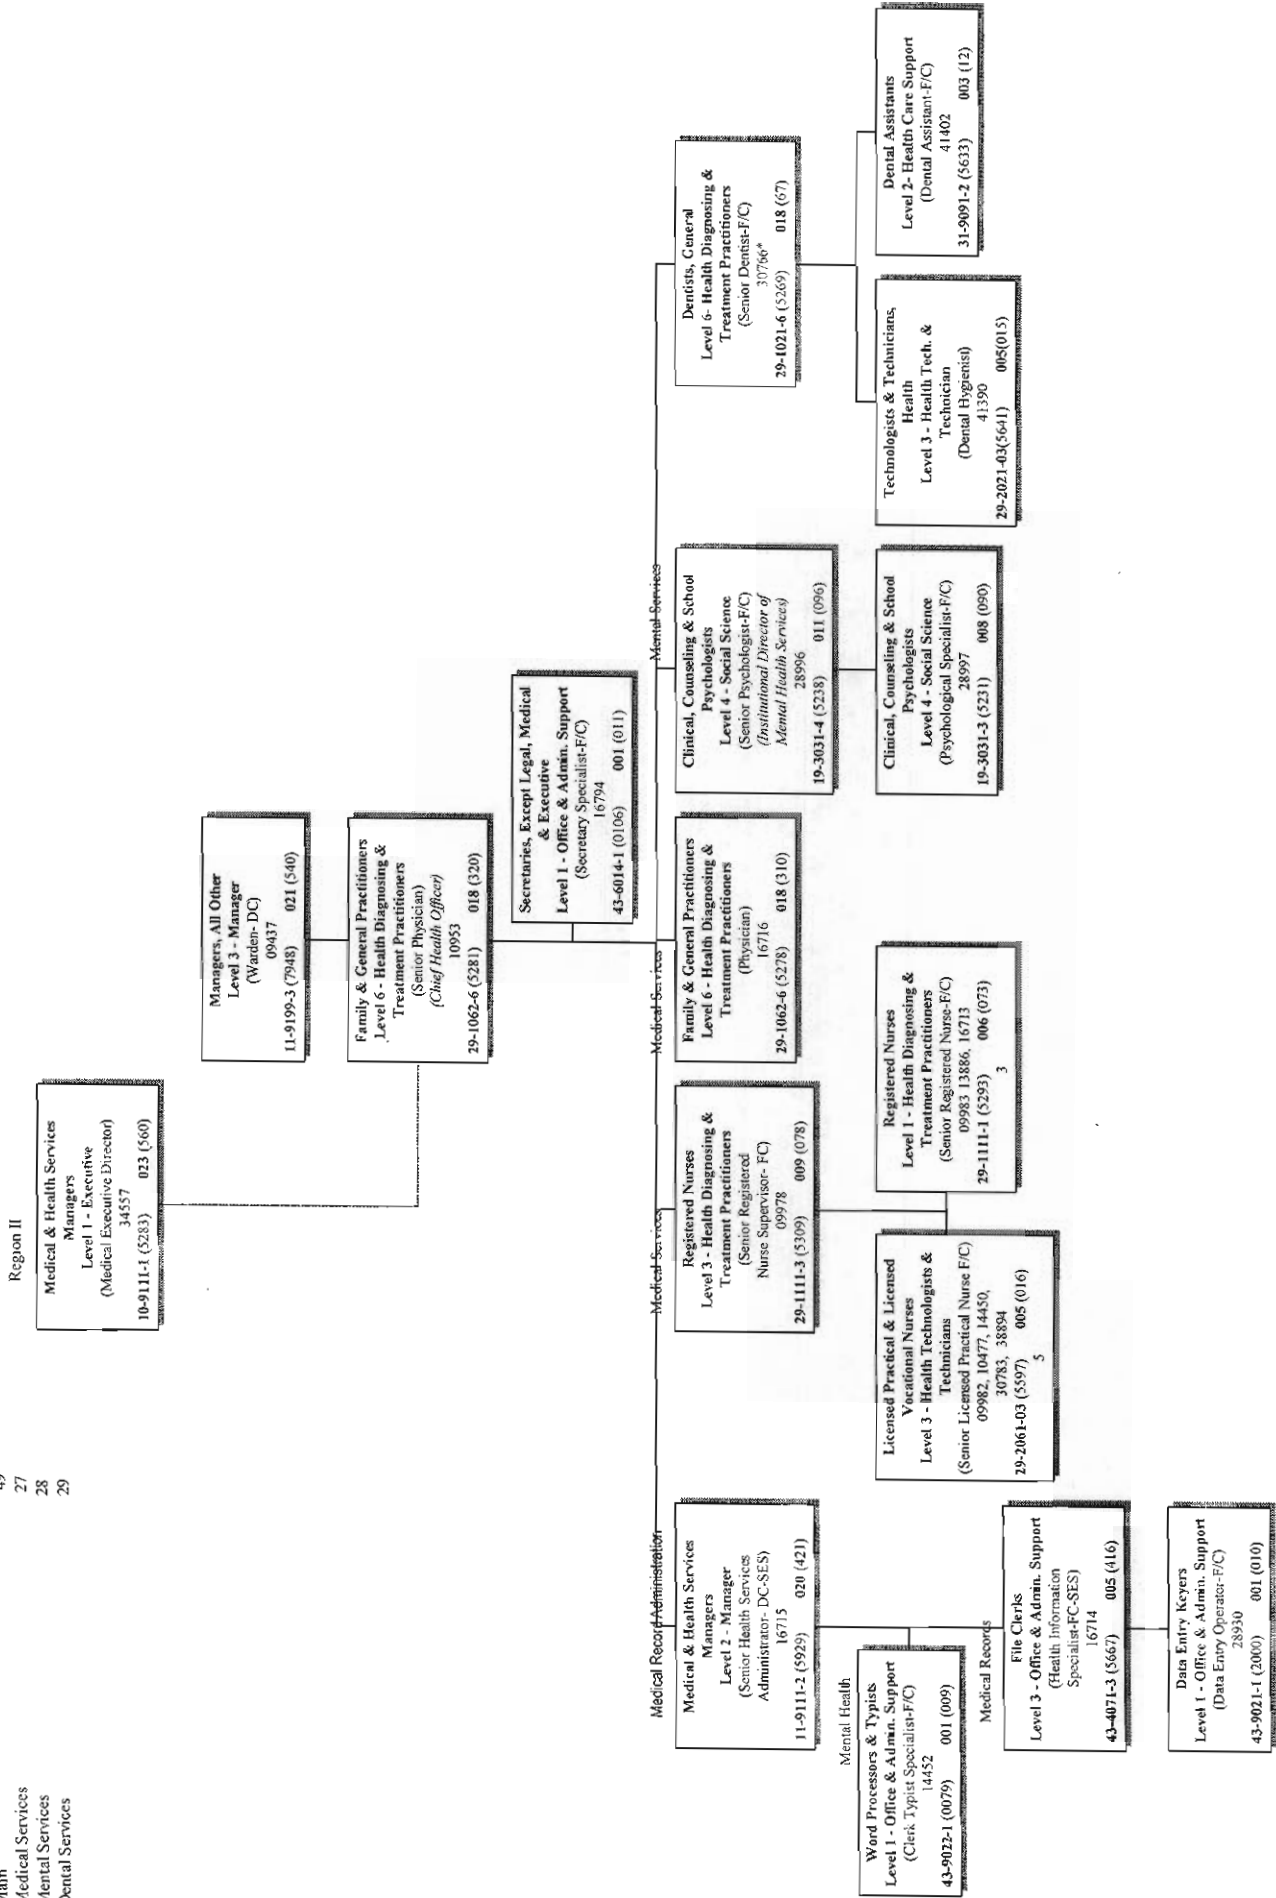 Main
Medical Services
Mental Services
Dental Services
49
27
28
29
Region II
Medical & Health Services
Managers
Level 1 - Executive
(Medical Executive Director)
34557
10-9111-1 (5283) 023 (560)
Managers, All Other
Level 3 - Manager
(Warden- DC)
09437
11-9199-3 (7948) 021 (540)
Family & General Practitioners
Level 6 - Health Diagnosing &
Treatment Practitioners
(Senior Physician)
(Chief Health Officer)
10953
29-1062-6 (5281) 018 (320)
Secretaries, Except Legal, Medical
& Executive
Level 1 - Office & Admin. Support
(Secretary Specialist-F/C)
16794
43-6014-1 (0106) 001 (011)
Medical Record Administration
Medical & Health Services
Managers
Level 2 - Manager
(Senior Health Services
Administrator- DC-SES)
16715
11-9111-2 (5929) 020 (421)
Medical Services
Registered Nurses
Level 3 - Health Diagnosing &
Treatment Practitioners
(Senior Registered
Nurse Supervisor- FC)
09978
29-1111-3 (5309) 009 (078)
Medical Services
Family & General Practitioners
Level 6 - Health Diagnosing &
Treatment Practitioners
(Physician)
16716
29-1062-6 (5278) 018 (310)
Mental Services
Clinical, Counseling & School
Psychologists
Level 4 - Social Science
(Senior Psychologist-F/C)
(Institutional Director of
Mental Health Services)
28996
19-3031-4 (5238) 011 (096)
Dentists, General
Level 6- Health Diagnosing &
Treatment Practitioners
(Senior Dentist-F/C)
30766*
29-1021-6 (5269) 018 (67)
Mental Health
Word Processors & Typists
Level 1 - Office & Admin. Support
(Clerk Typist Specialist-F/C)
14452
43-9022-1 (0079) 001 (009)
Licensed Practical & Licensed
Vocational Nurses
Level 3 - Health Technologists &
Technicians
(Senior Licensed Practical Nurse F/C)
09982, 10477, 14450,
30783, 38894
29-2061-03 (5597) 005 (016)
5
Registered Nurses
Level 1 - Health Diagnosing &
Treatment Practitioners
(Senior Registered Nurse-F/C)
09983 13886, 16713
29-1111-1 (5293) 006 (073)
3
Clinical, Counseling & School
Psychologists
Level 4 - Social Science
(Psychological Specialist-F/C)
28997
19-3031-3 (5231) 008 (090)
Technologists & Technicians,
Health
Level 3 - Health Tech. &
Technician
(Dental Hygienist)
41390
29-2021-03(5641) 005(015)
Dental Assistants
Level 2- Health Care Support
(Dental Assistant-F/C)
41402
31-9091-2 (5633) 003 (12)
Medical Records
File Clerks
Level 3 - Office & Admin. Support
(Health Information
Specialist-FC-SES)
16714
43-4071-3 (5667) 005 (416)
Data Entry Keyers
Level 1 - Office & Admin. Support
(Data Entry Operator-F/C)
28930
43-9021-1 (2000) 001 (010)